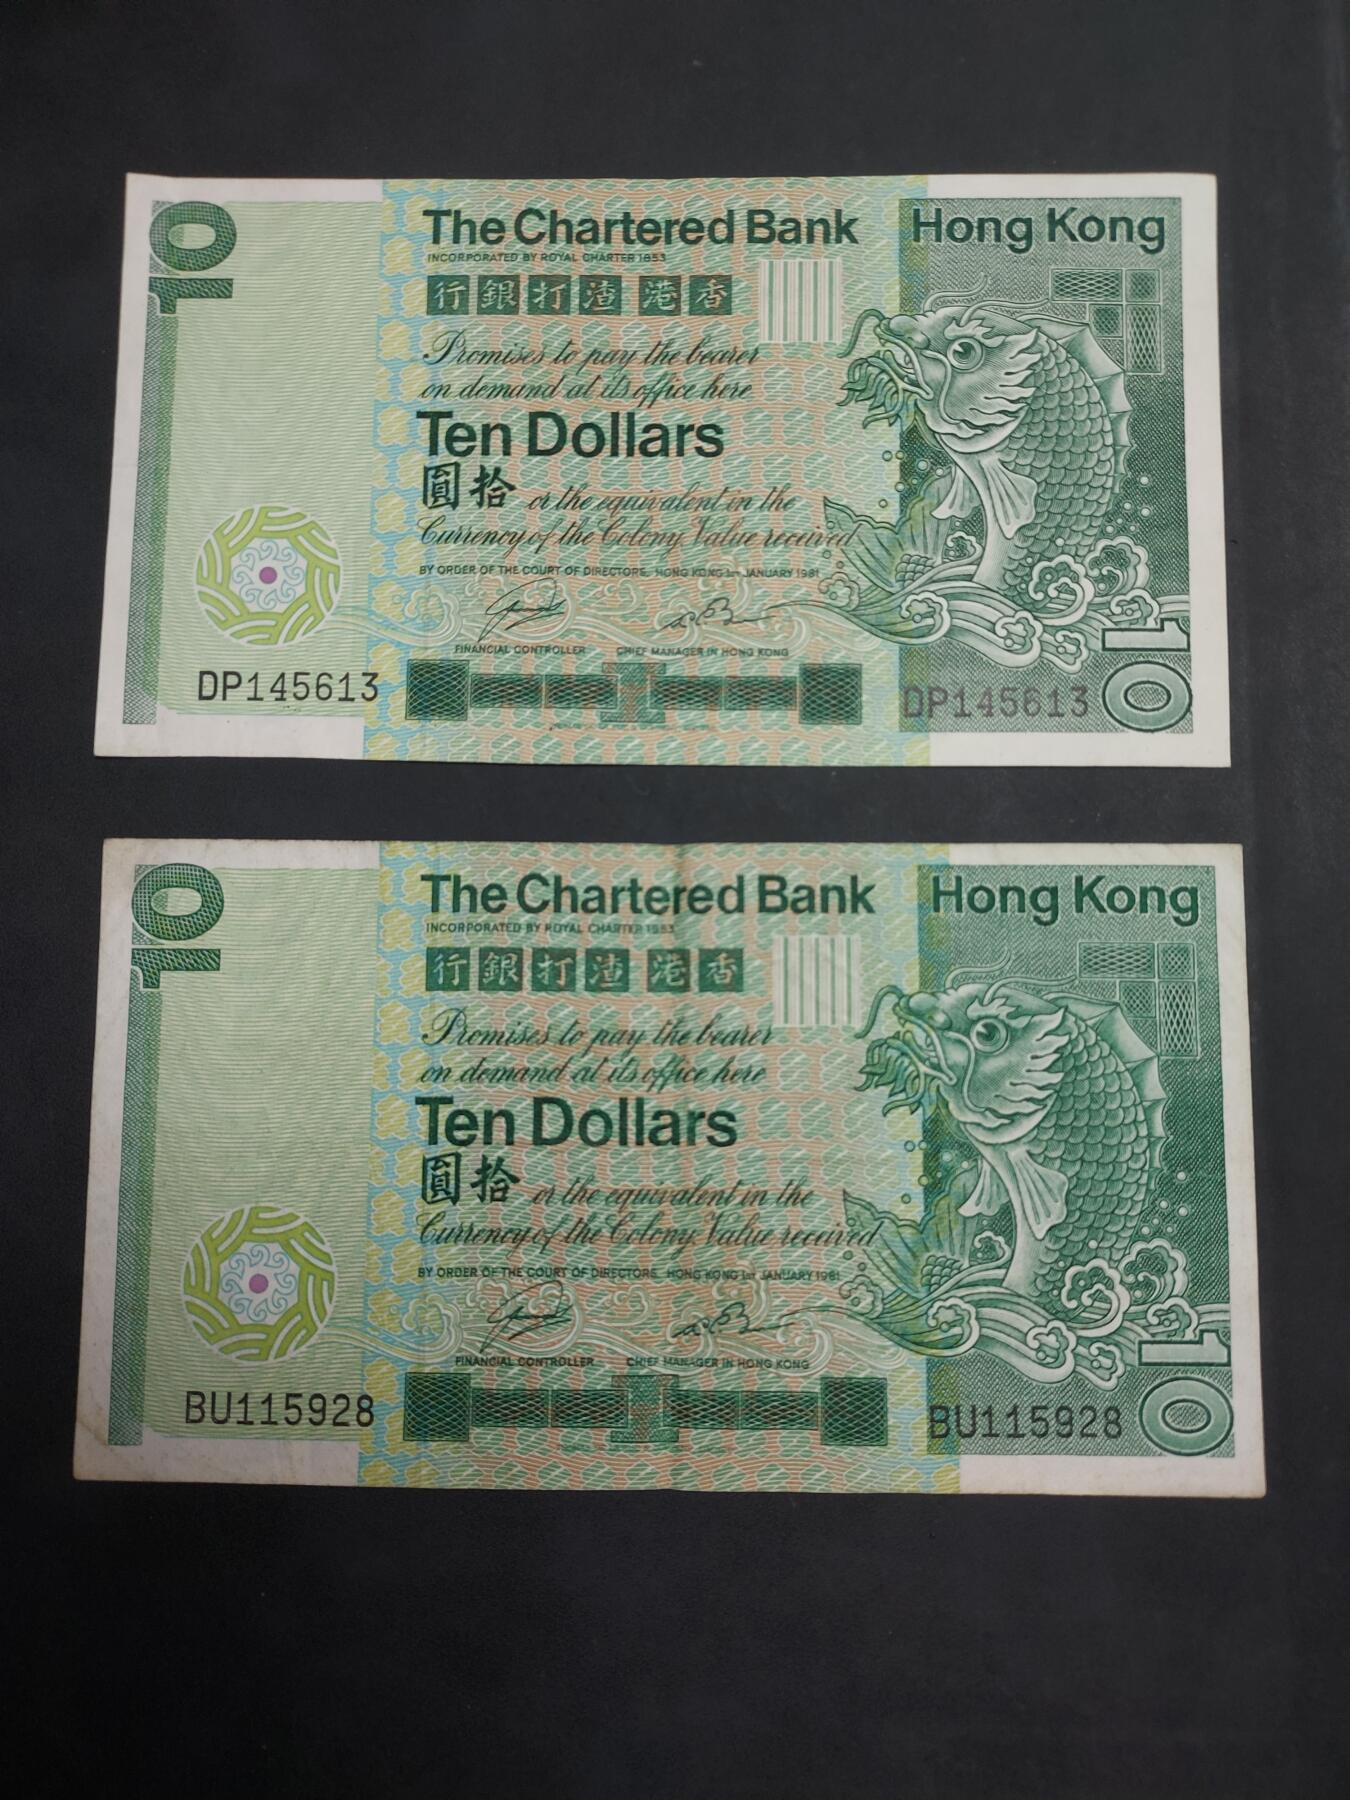 10
The Chartered Bank
Hong Kong
INCORPORATED BY ROYAL CHARTER 1853
行銀打渣 港香
Promises to pay the bearer
on demand at its office here
Ten Dollars
圓拾 or the equivalent in the
Currency of the Colony Value received
BY ORDER OF THE COURT OF DIRECTORS, HONG KONG 1ST JANUARY 1981
FINANCIAL CONTROLLER CHIEF MANAGER IN HONG KONG
DP145613
DP145613
10
10
The Chartered Bank
Hong Kong
INCORPORATED BY ROYAL CHARTER 1853
行銀打渣 港香
Promises to pay the bearer
on demand at its office here
Ten Dollars
圓拾 or the equivalent in the
Currency of the Colony Value received
BY ORDER OF THE COURT OF DIRECTORS, HONG KONG 1ST JANUARY 1981
FINANCIAL CONTROLLER CHIEF MANAGER IN HONG KONG
BU115928
BU115928
10